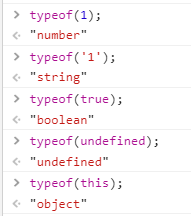 > typeof(1);
<· "number"
> typeof('1');
<· "string"
> typeof(true);
<· "boolean"
> typeof(undefined);
<· "undefined"
> typeof(this);
<· "object"